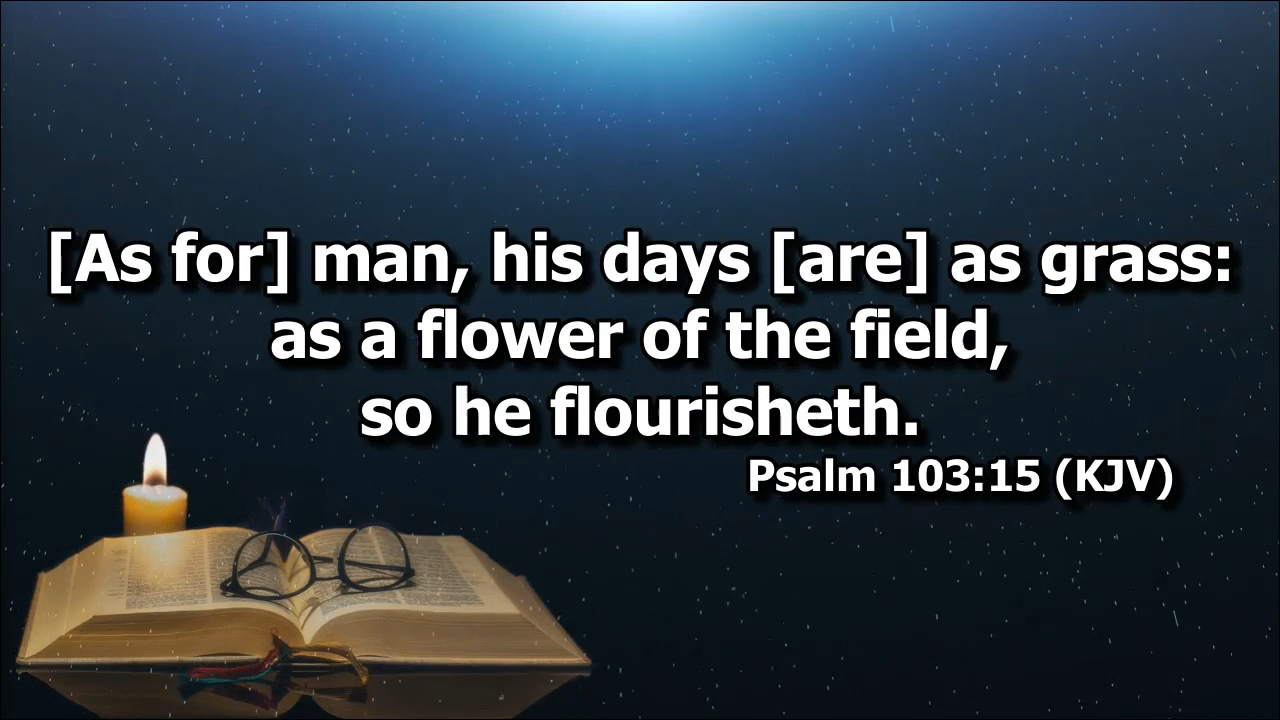 [As for] man, his days [are] as grass:
as a flower of the field,
so he flourisheth.
Psalm 103:15 (KJV)